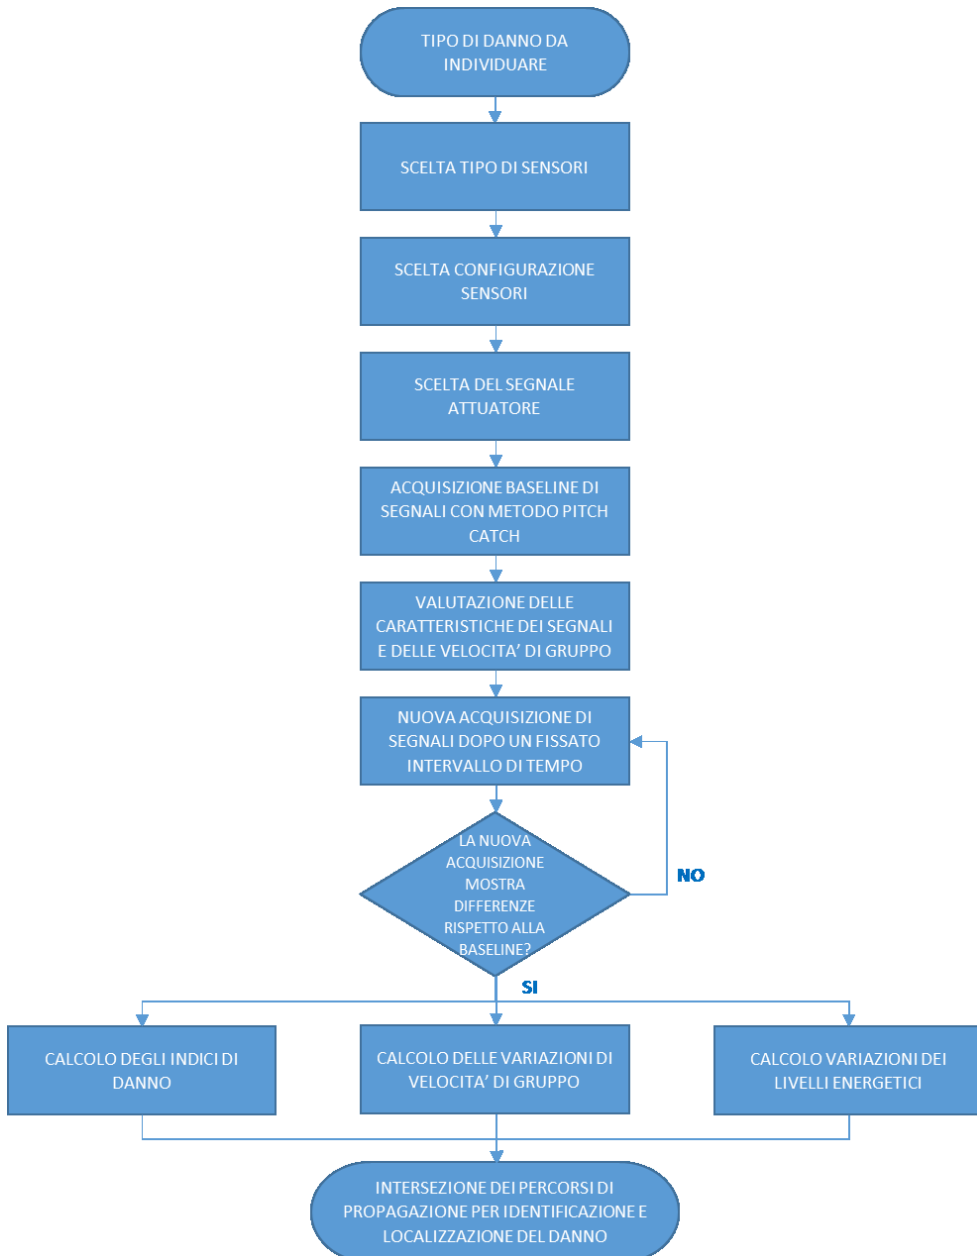 TIPO DI DANNO DA
INDIVIDUARE
SCELTA TIPO DI SENSORI
SCELTA CONFIGURAZIONE
SENSORI
SCELTA DEL SEGNALE
ATTUATORE
ACQUISIZIONE BASELINE DI
SEGNALI CON METODO PITCH
CATCH
VALUTAZIONE DELLE
CARATTERISTICHE DEI SEGNALI
E DELLE VELOCITA' DI GRUPPO
NUOVA ACQUISIZIONE DI
SEGNALI DOPO UN FISSATO
INTERVALLO DI TEMPO
LA NUOVA
ACQUISIZIONE
MOSTRA
DIFFERENZE
RISPETTO ALLA
BASELINE?
NO
SI
CALCOLO DEGLI INDICI DI
DANNO
CALCOLO DELLE VARIAZIONI DI
VELOCITA' DI GRUPPO
CALCOLO VARIAZIONI DEI
LIVELLI ENERGETICI
INTERSEZIONE DEI PERCORSI DI
PROPAGAZIONE PER IDENTIFICAZIONE E
LOCALIZZAZIONE DEL DANNO